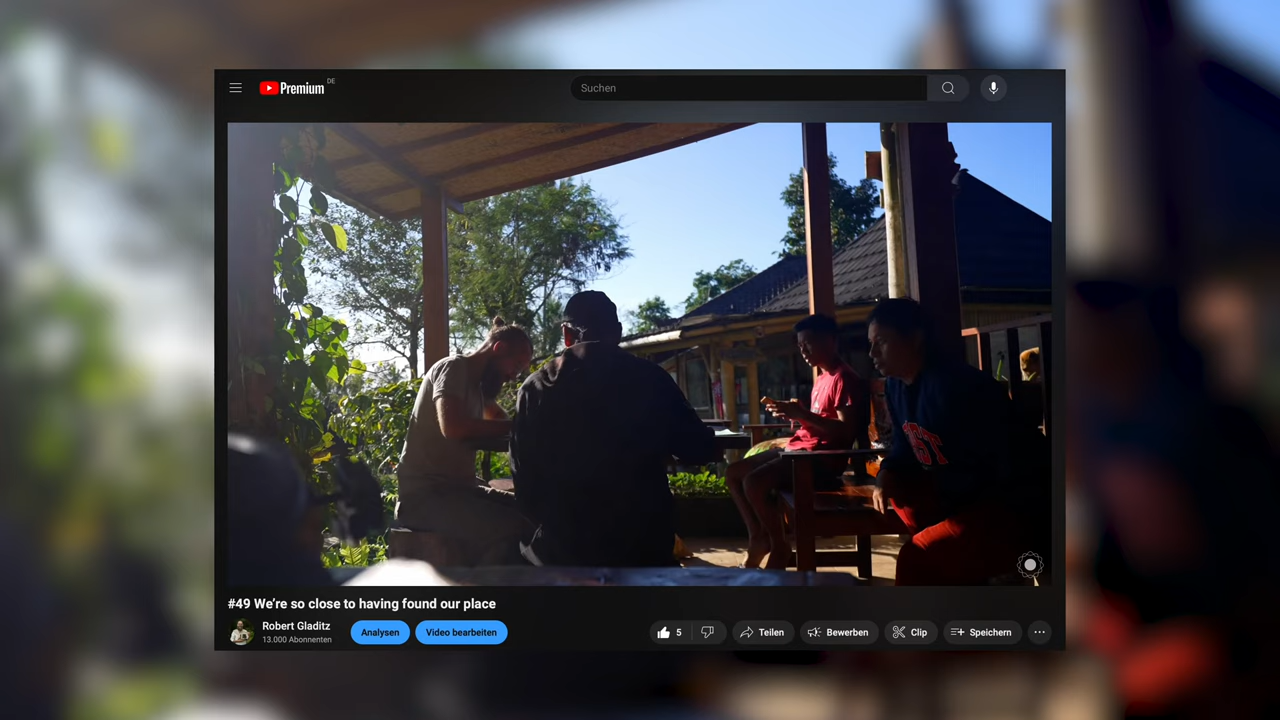 Premium DE
Suchen
#49 We're so close to having found our place
Robert Gladitz
13.000 Abonnenten
Analysen
Video bearbeiten
5
Teilen
Bewerben
Clip
Speichern